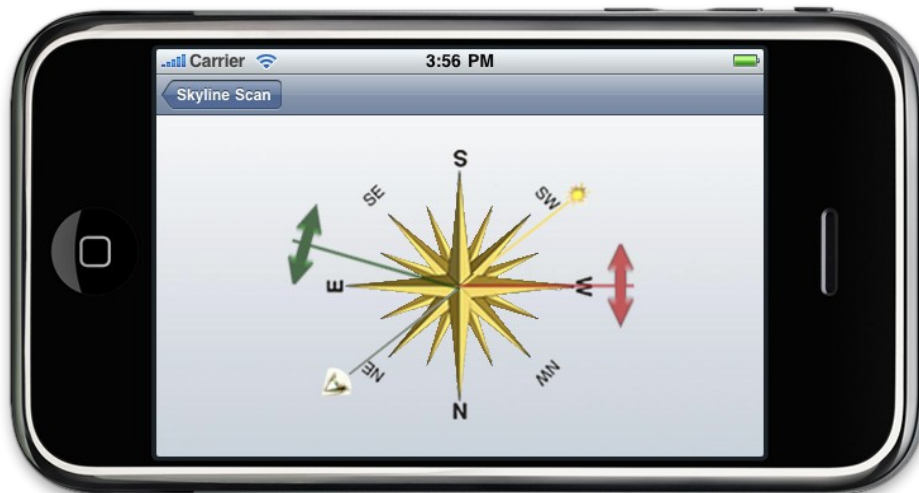 Carrier 3:56 PM
Skyline Scan
S
SE SW
E W
NE NW
N